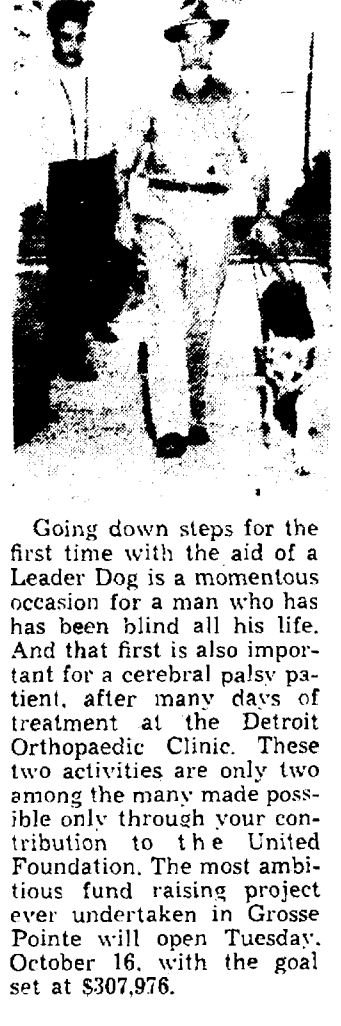 Going down steps for the
first time with the aid of a
Leader Dog is a momentous
occasion for a man who has
has been blind all his life.
And that first is also impor-
tant for a cerebral palsy pa-
tient, after many days of
treatment at the Detroit
Orthopaedic Clinic. These
two activities are only two
among the many made poss-
ible only through your con-
tribution to the United
Foundation. The most ambi-
tious fund raising project
ever undertaken in Grosse
Pointe will open Tuesday,
October 16, with the goal
set at $307,976.